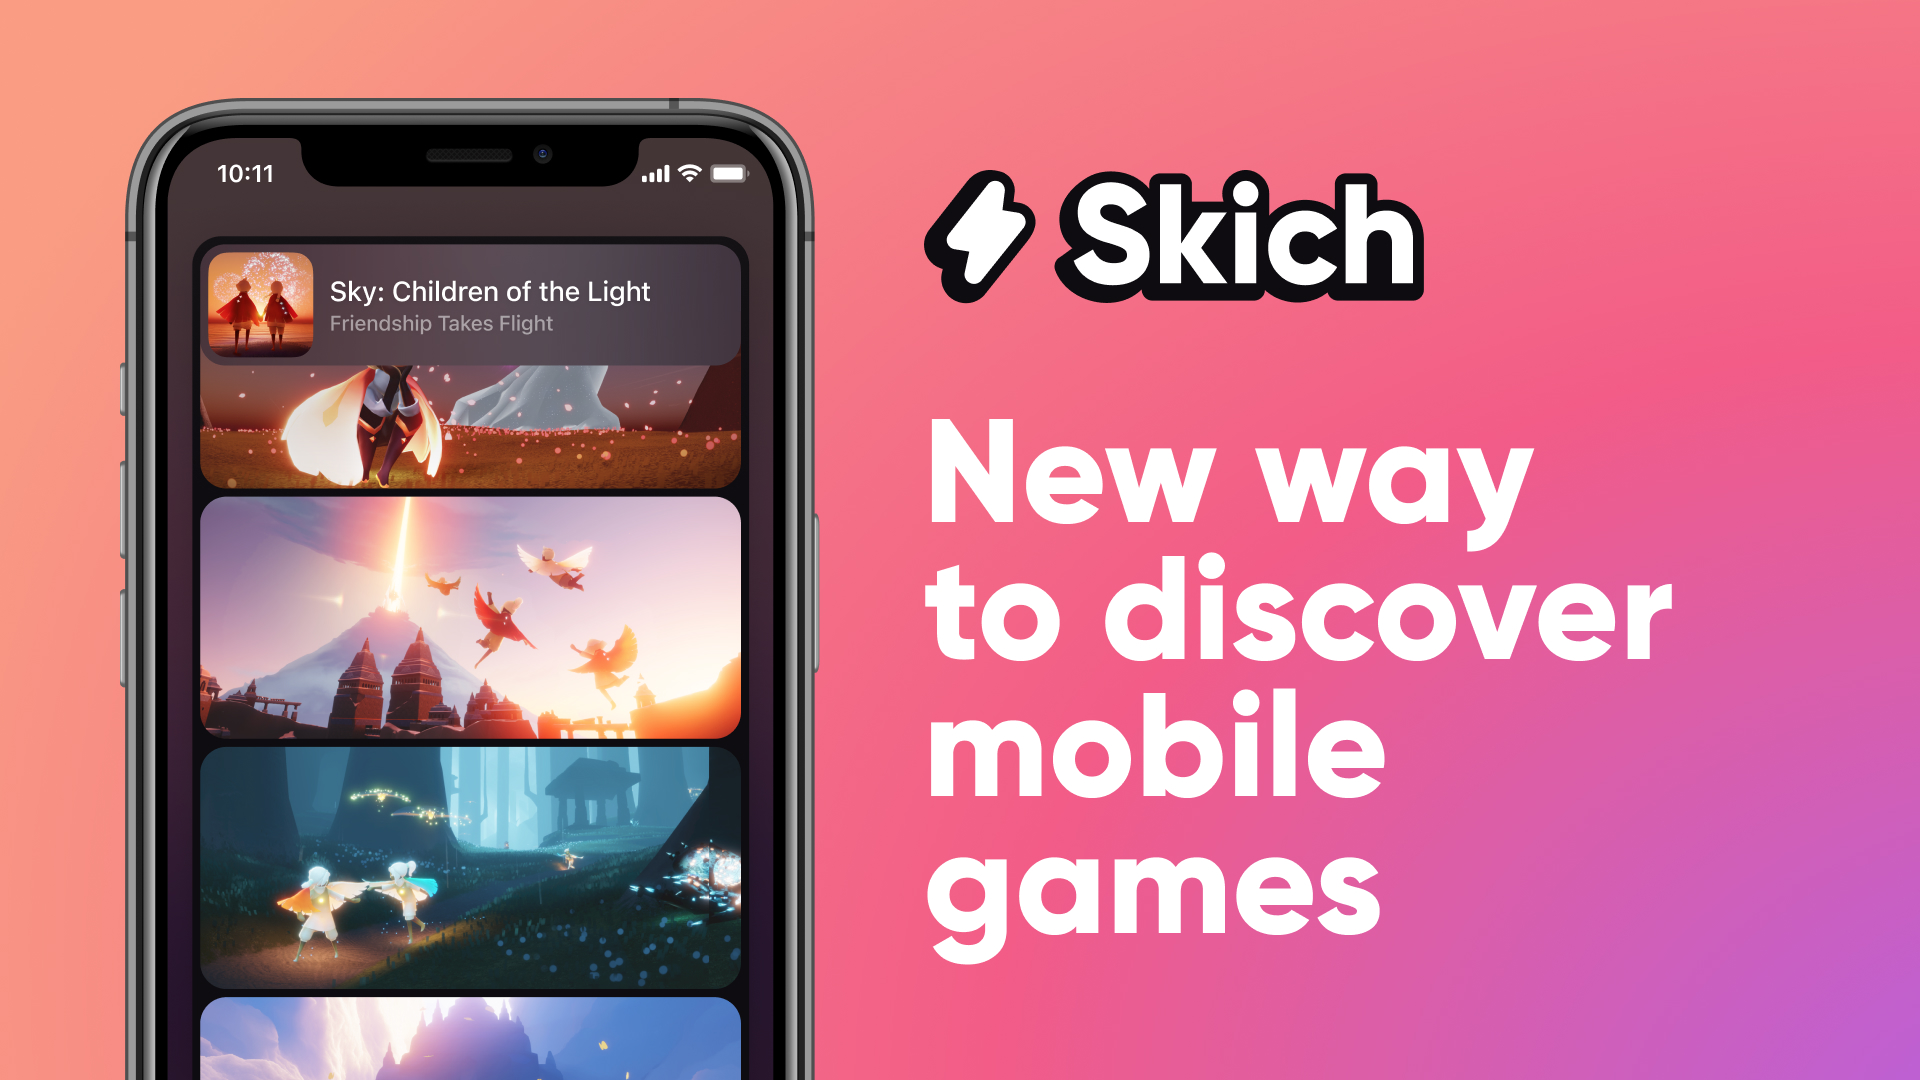 10:11
Sky: Children of the Light
Friendship Takes Flight
Skich
New way
to discover
mobile
games